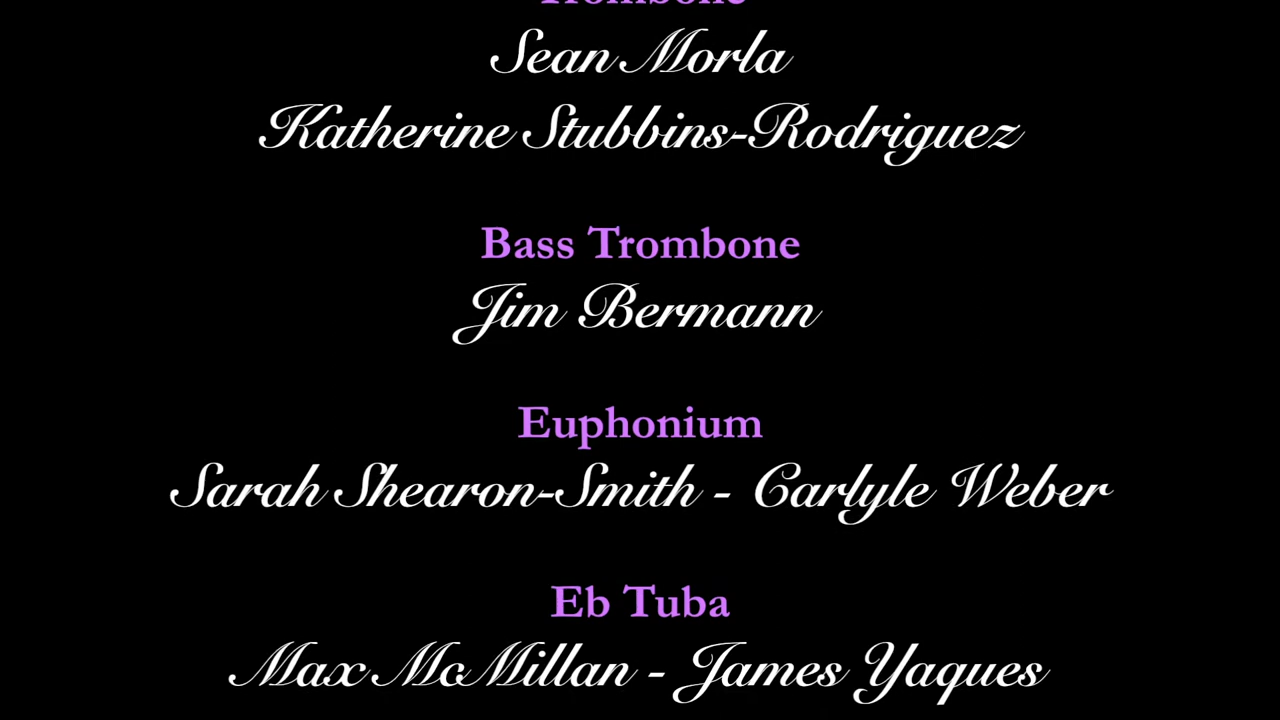 Trombone
Sean Morla
Katherine Stubbins-Rodriguez
Bass Trombone
Jim Bermann
Euphonium
Sarah Shearon-Smith - Carlyle Weber
Eb Tuba
Max McMillan - James Yaques